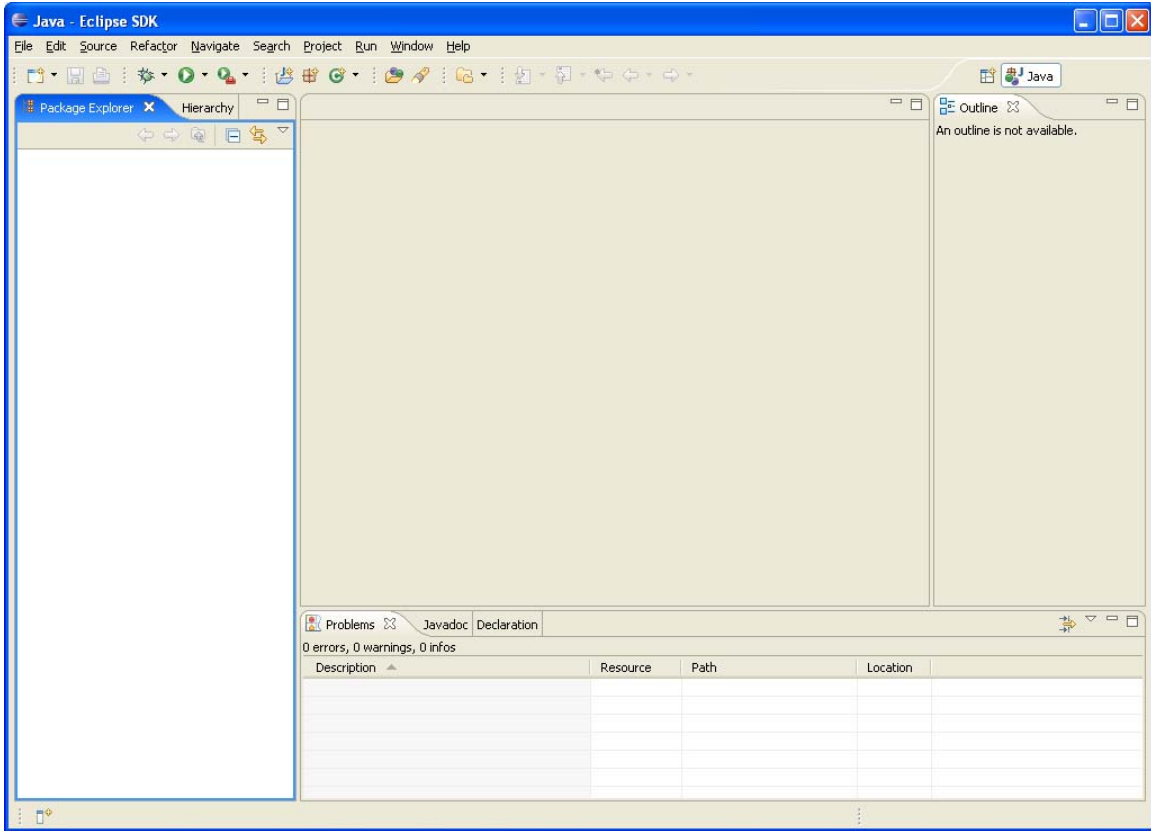 Java - Eclipse SDK
File Edit Source Refactor Navigate Search Project Run Window Help
Java
Package Explorer Hierarchy
Outline
An outline is not available.
Problems Javadoc Declaration
0 errors, 0 warnings, 0 infos
Description Resource Path Location